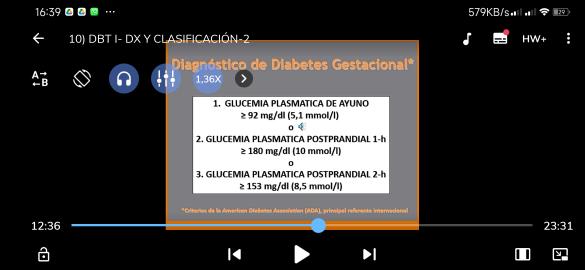 16:39
579KB/s
10) DBT I- DX Y CLASIFICACIÓN-2
HW+
Diagnóstico de Diabetes Gestacional*
A
B
1,36X
1. GLUCEMIA PLASMATICA DE AYUNO
≥ 92 mg/dl (5,1 mmol/l)
o
2. GLUCEMIA PLASMATICA POSTPRANDIAL 1-h
≥ 180 mg/dl (10 mmol/l)
o
3. GLUCEMIA PLASMATICA POSTPRANDIAL 2-h
≥ 153 mg/dl (8,5 mmol/l)
*Criterios de la American Diabetes Association (ADA), principal referente internacional
12:36
23:31